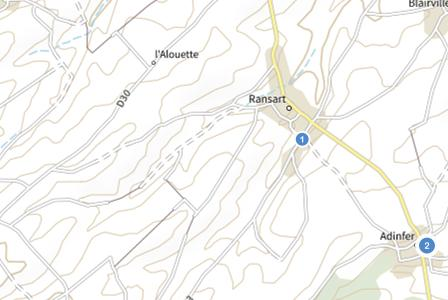 Blairville
l'Alouette
D30
Ransart
1
Adinfer
2